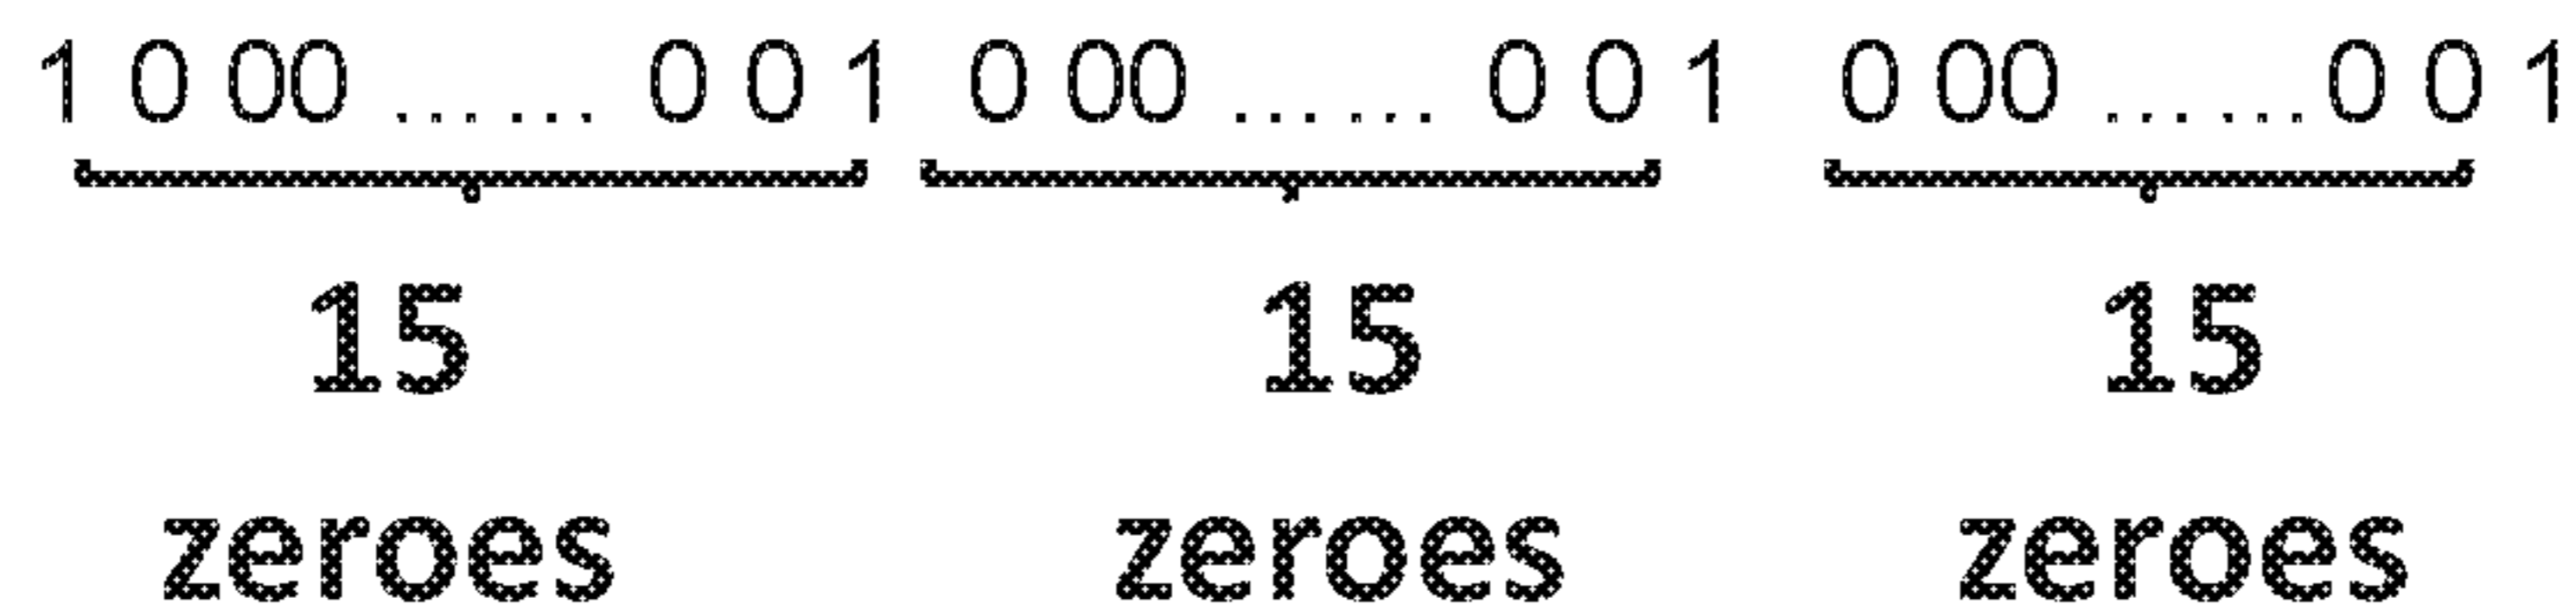 1 0 00 ...... 0 0 1 0 00 ...... 0 0 1 0 00 ......0 0 1
15 15 15
zeroes zeroes zeroes